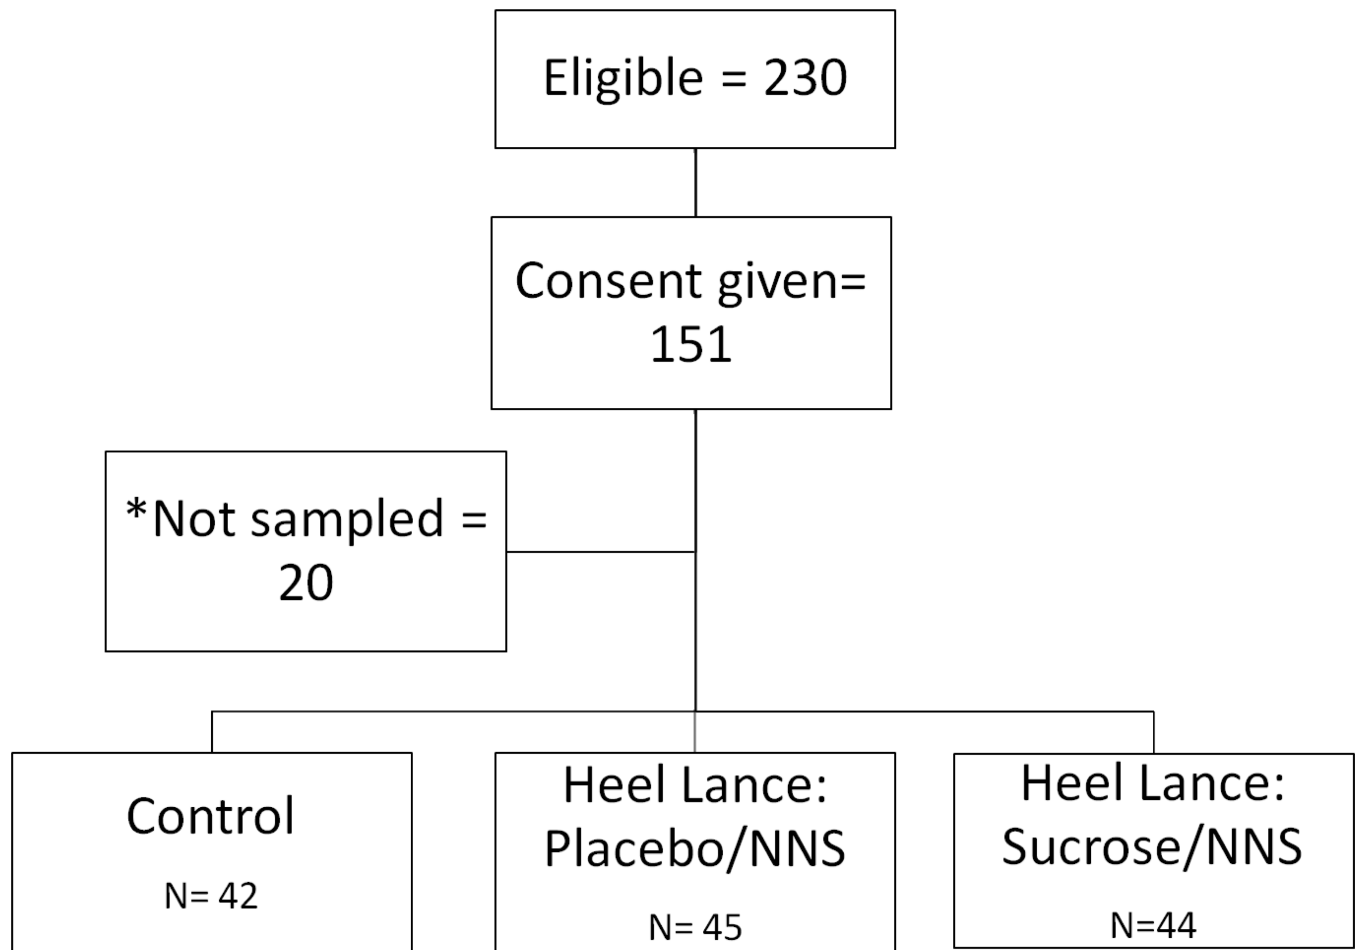 Eligible = 230
Consent given=
151
*Not sampled =
20
Control
N= 42
Heel Lance:
Placebo/NNS
N= 45
Heel Lance:
Sucrose/NNS
N=44